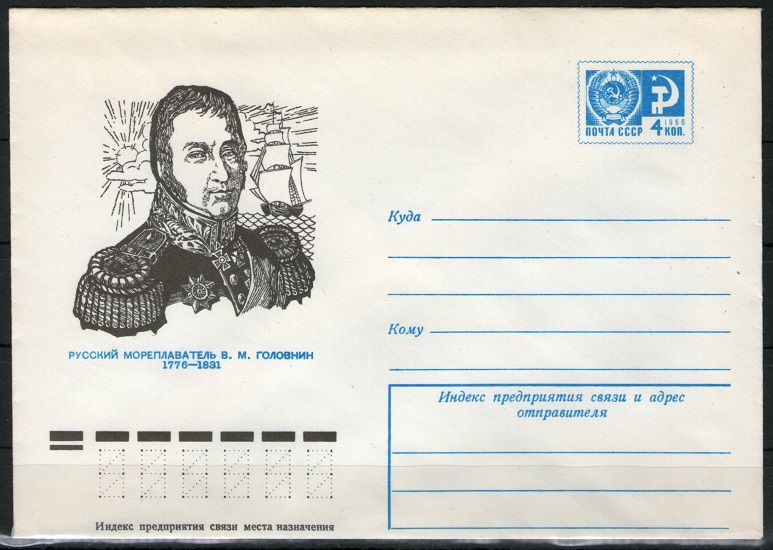 1966
ПОЧТА СССР 4 КОП.
Куда
Кому
РУССКИЙ МОРЕПЛАВАТЕЛЬ В. М. ГОЛОВНИН
1776—1831
Индекс предприятия связи и адрес
отправителя
Индекс предприятия связи места назначения